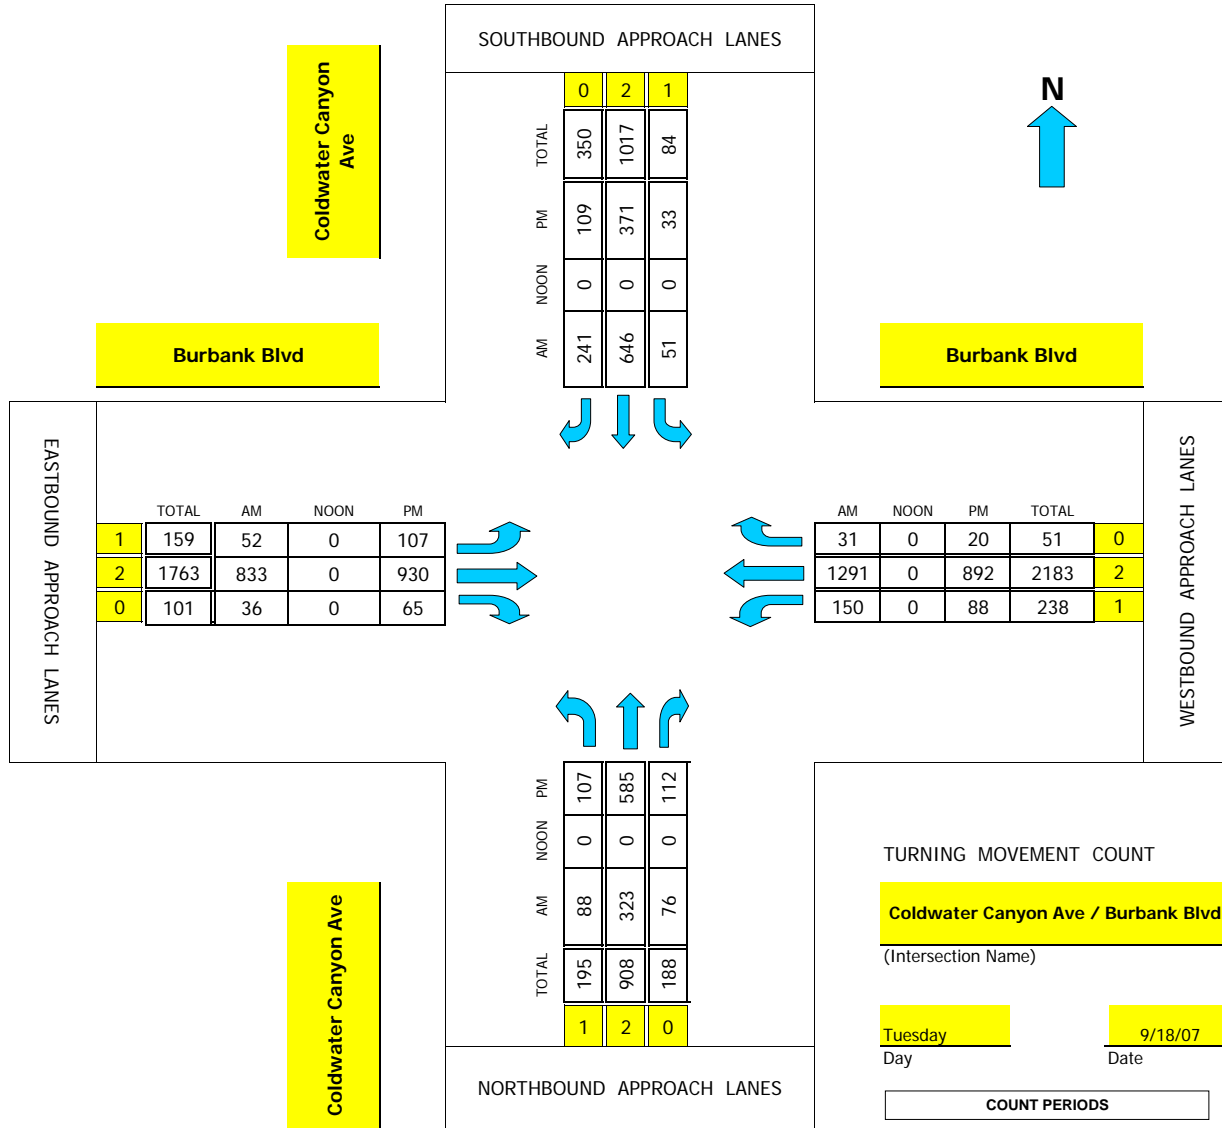 SOUTHBOUND APPROACH LANES
Coldwater Canyon
Ave
N
0 2 1
TOTAL 350 1017 84
PM 109 371 33
NOON 0 0 0
AM 241 646 51
Burbank Blvd
Burbank Blvd
EASTBOUND APPROACH LANES
TOTAL AM NOON PM
1 159 52 0 107
2 1763 833 0 930
0 101 36 0 65
AM NOON PM TOTAL
31 0 20 51 0
1291 0 892 2183 2
150 0 88 238 1
WESTBOUND APPROACH LANES
PM 107 585 112
NOON 0 0 0
AM 88 323 76
TOTAL 195 908 188
1 2 0
NORTHBOUND APPROACH LANES
Coldwater Canyon Ave
TURNING MOVEMENT COUNT
Coldwater Canyon Ave / Burbank Blvd
(Intersection Name)
Tuesday 9/18/07
Day Date
COUNT PERIODS